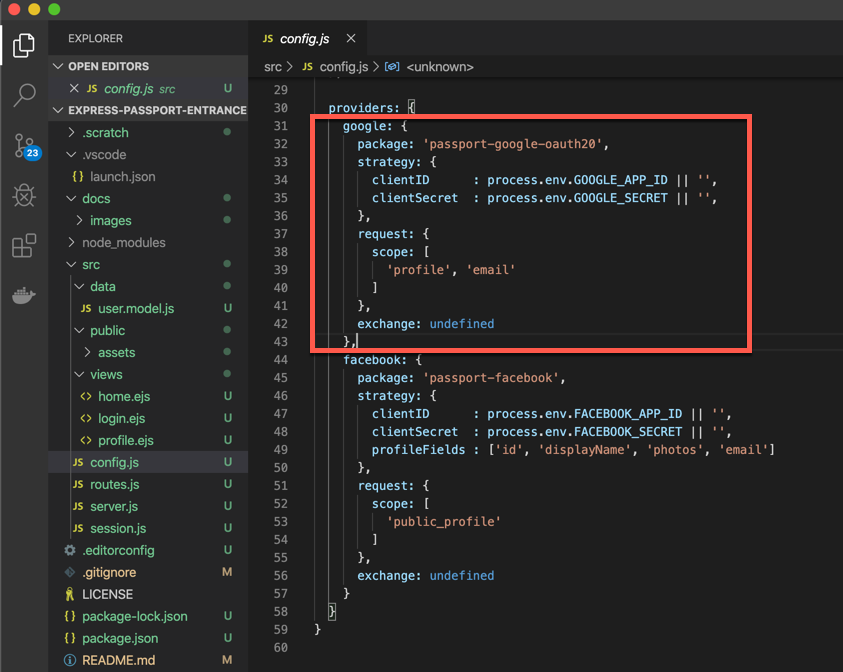 EXPLORER
OPEN EDITORS
JS config.js src U
EXPRESS-PASSPORT-ENTRANCE
.scratch
.vscode
{} launch.json
docs
images
node_modules
src
data
JS user.model.js U
public
assets
views
<> home.ejs U
<> login.ejs U
<> profile.ejs U
JS config.js U
JS routes.js U
JS server.js U
JS session.js U
.editorconfig U
.gitignore M
LICENSE
{} package-lock.json U
{} package.json U
README.md M
23
JS config.js
src > JS config.js > <unknown>
29
30 providers: {
31 google: {
32 package: 'passport-google-oauth20',
33 strategy: {
34 clientID : process.env.GOOGLE_APP_ID || '',
35 clientSecret : process.env.GOOGLE_SECRET || '',
36 },
37 request: {
38 scope: [
39 'profile', 'email'
40 ]
41 },
42 exchange: undefined
43 },
44 facebook: {
45 package: 'passport-facebook',
46 strategy: {
47 clientID : process.env.FACEBOOK_APP_ID || '',
48 clientSecret : process.env.FACEBOOK_SECRET || '',
49 profileFields : ['id', 'displayName', 'photos', 'email']
50 },
51 request: {
52 scope: [
53 'public_profile'
54 ]
55 },
56 exchange: undefined
57 }
58 }
59 }
60